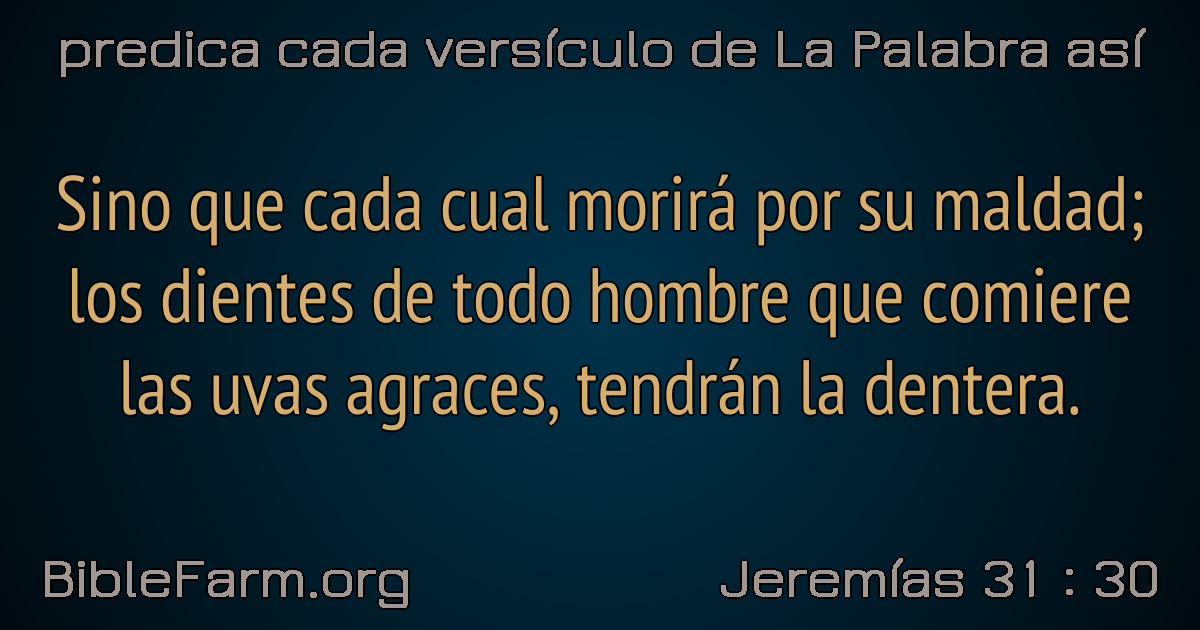 predica cada versículo de La Palabra así
Sino que cada cual morirá por su maldad;
los dientes de todo hombre que comiere
las uvas agraces, tendrán la dentera.
BibleFarm.org
Jeremías 31 : 30